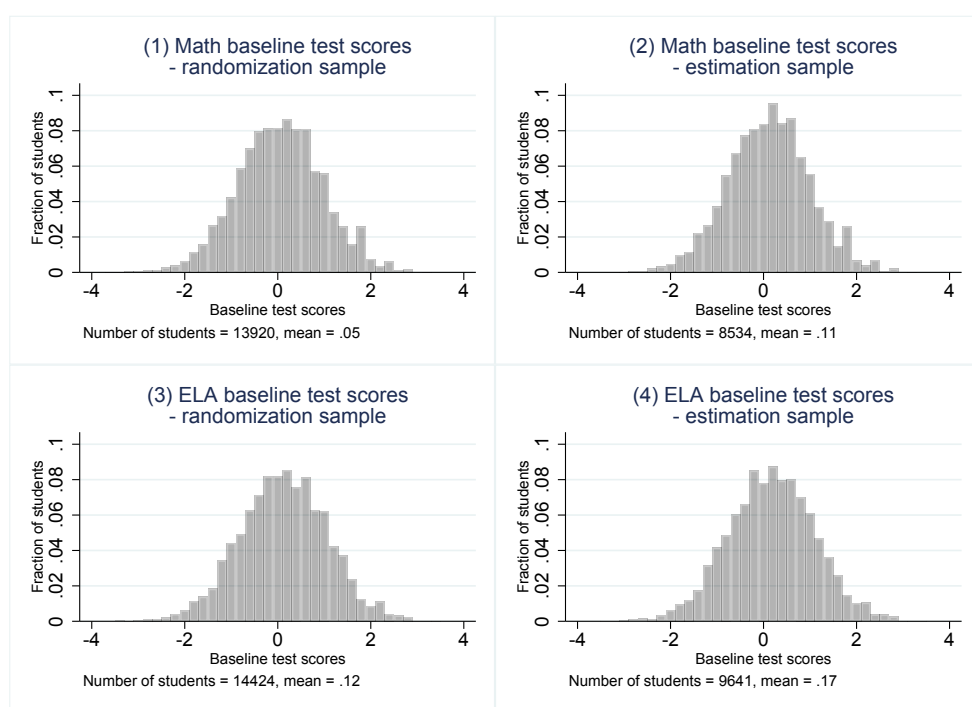 (1) Math baseline test scores
- randomization sample
Fraction of students
0 .02 .04 .06 .08 .1
-4 -2 0 2 4
Baseline test scores
Number of students = 13920, mean = .05
(2) Math baseline test scores
- estimation sample
Fraction of students
0 .02 .04 .06 .08 .1
-4 -2 0 2 4
Baseline test scores
Number of students = 8534, mean = .11
(3) ELA baseline test scores
- randomization sample
Fraction of students
0 .02 .04 .06 .08 .1
-4 -2 0 2 4
Baseline test scores
Number of students = 14424, mean = .12
(4) ELA baseline test scores
- estimation sample
Fraction of students
0 .02 .04 .06 .08 .1
-4 -2 0 2 4
Baseline test scores
Number of students = 9641, mean = .17